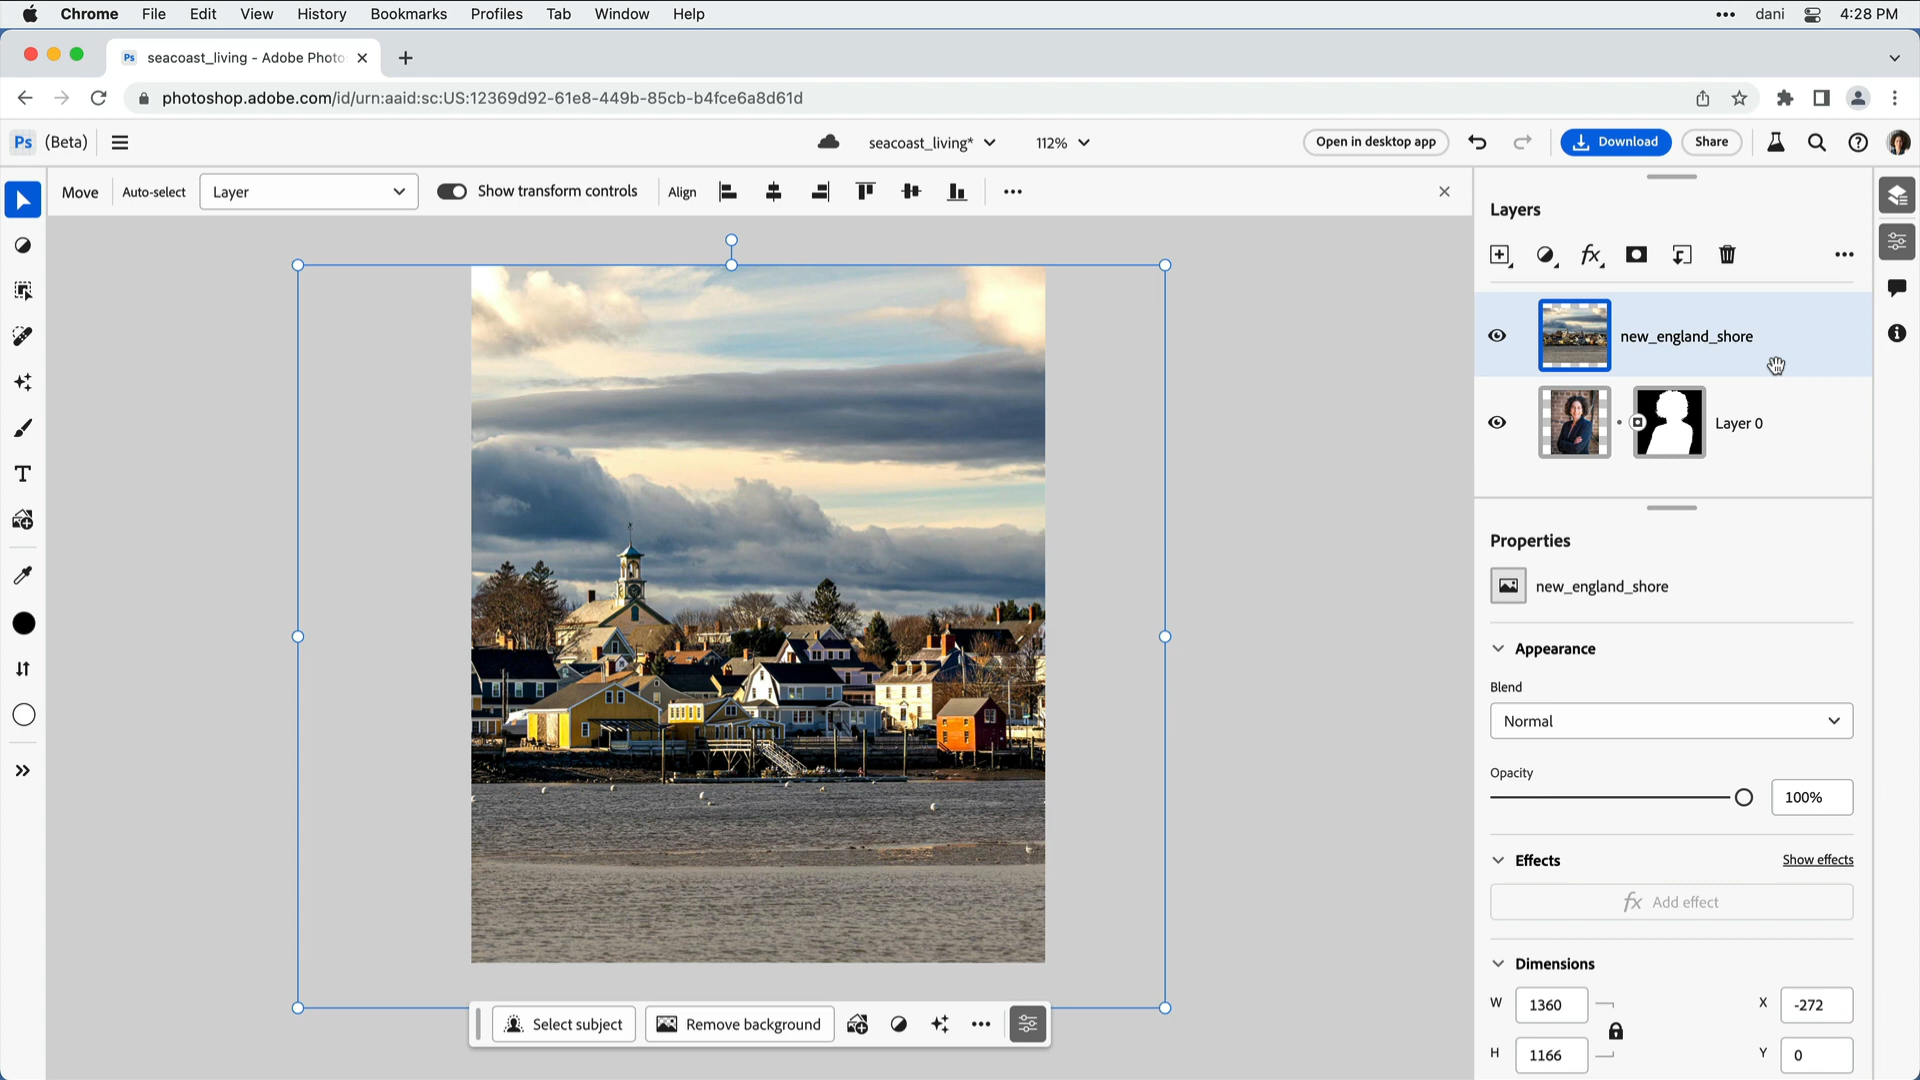 Chrome File Edit View History Bookmarks Profiles Tab Window Help dani 4:28 PM
Ps seacoast_living - Adobe Photo
photoshop.adobe.com/id/urn:aaid:sc:US:12369d92-61e8-449b-85cb-b4fce6a8d61d
Ps (Beta) seacoast_living* 112% Open in desktop app Download Share
Move Auto-select Layer Show transform controls Align
Layers
fx
new_england_shore
Layer 0
T
Properties
new_england_shore
Appearance
Blend
Normal
Opacity
100%
Effects Show effects
fx Add effect
Dimensions
W 1360 X -272
H 1166 Y 0
Select subject Remove background